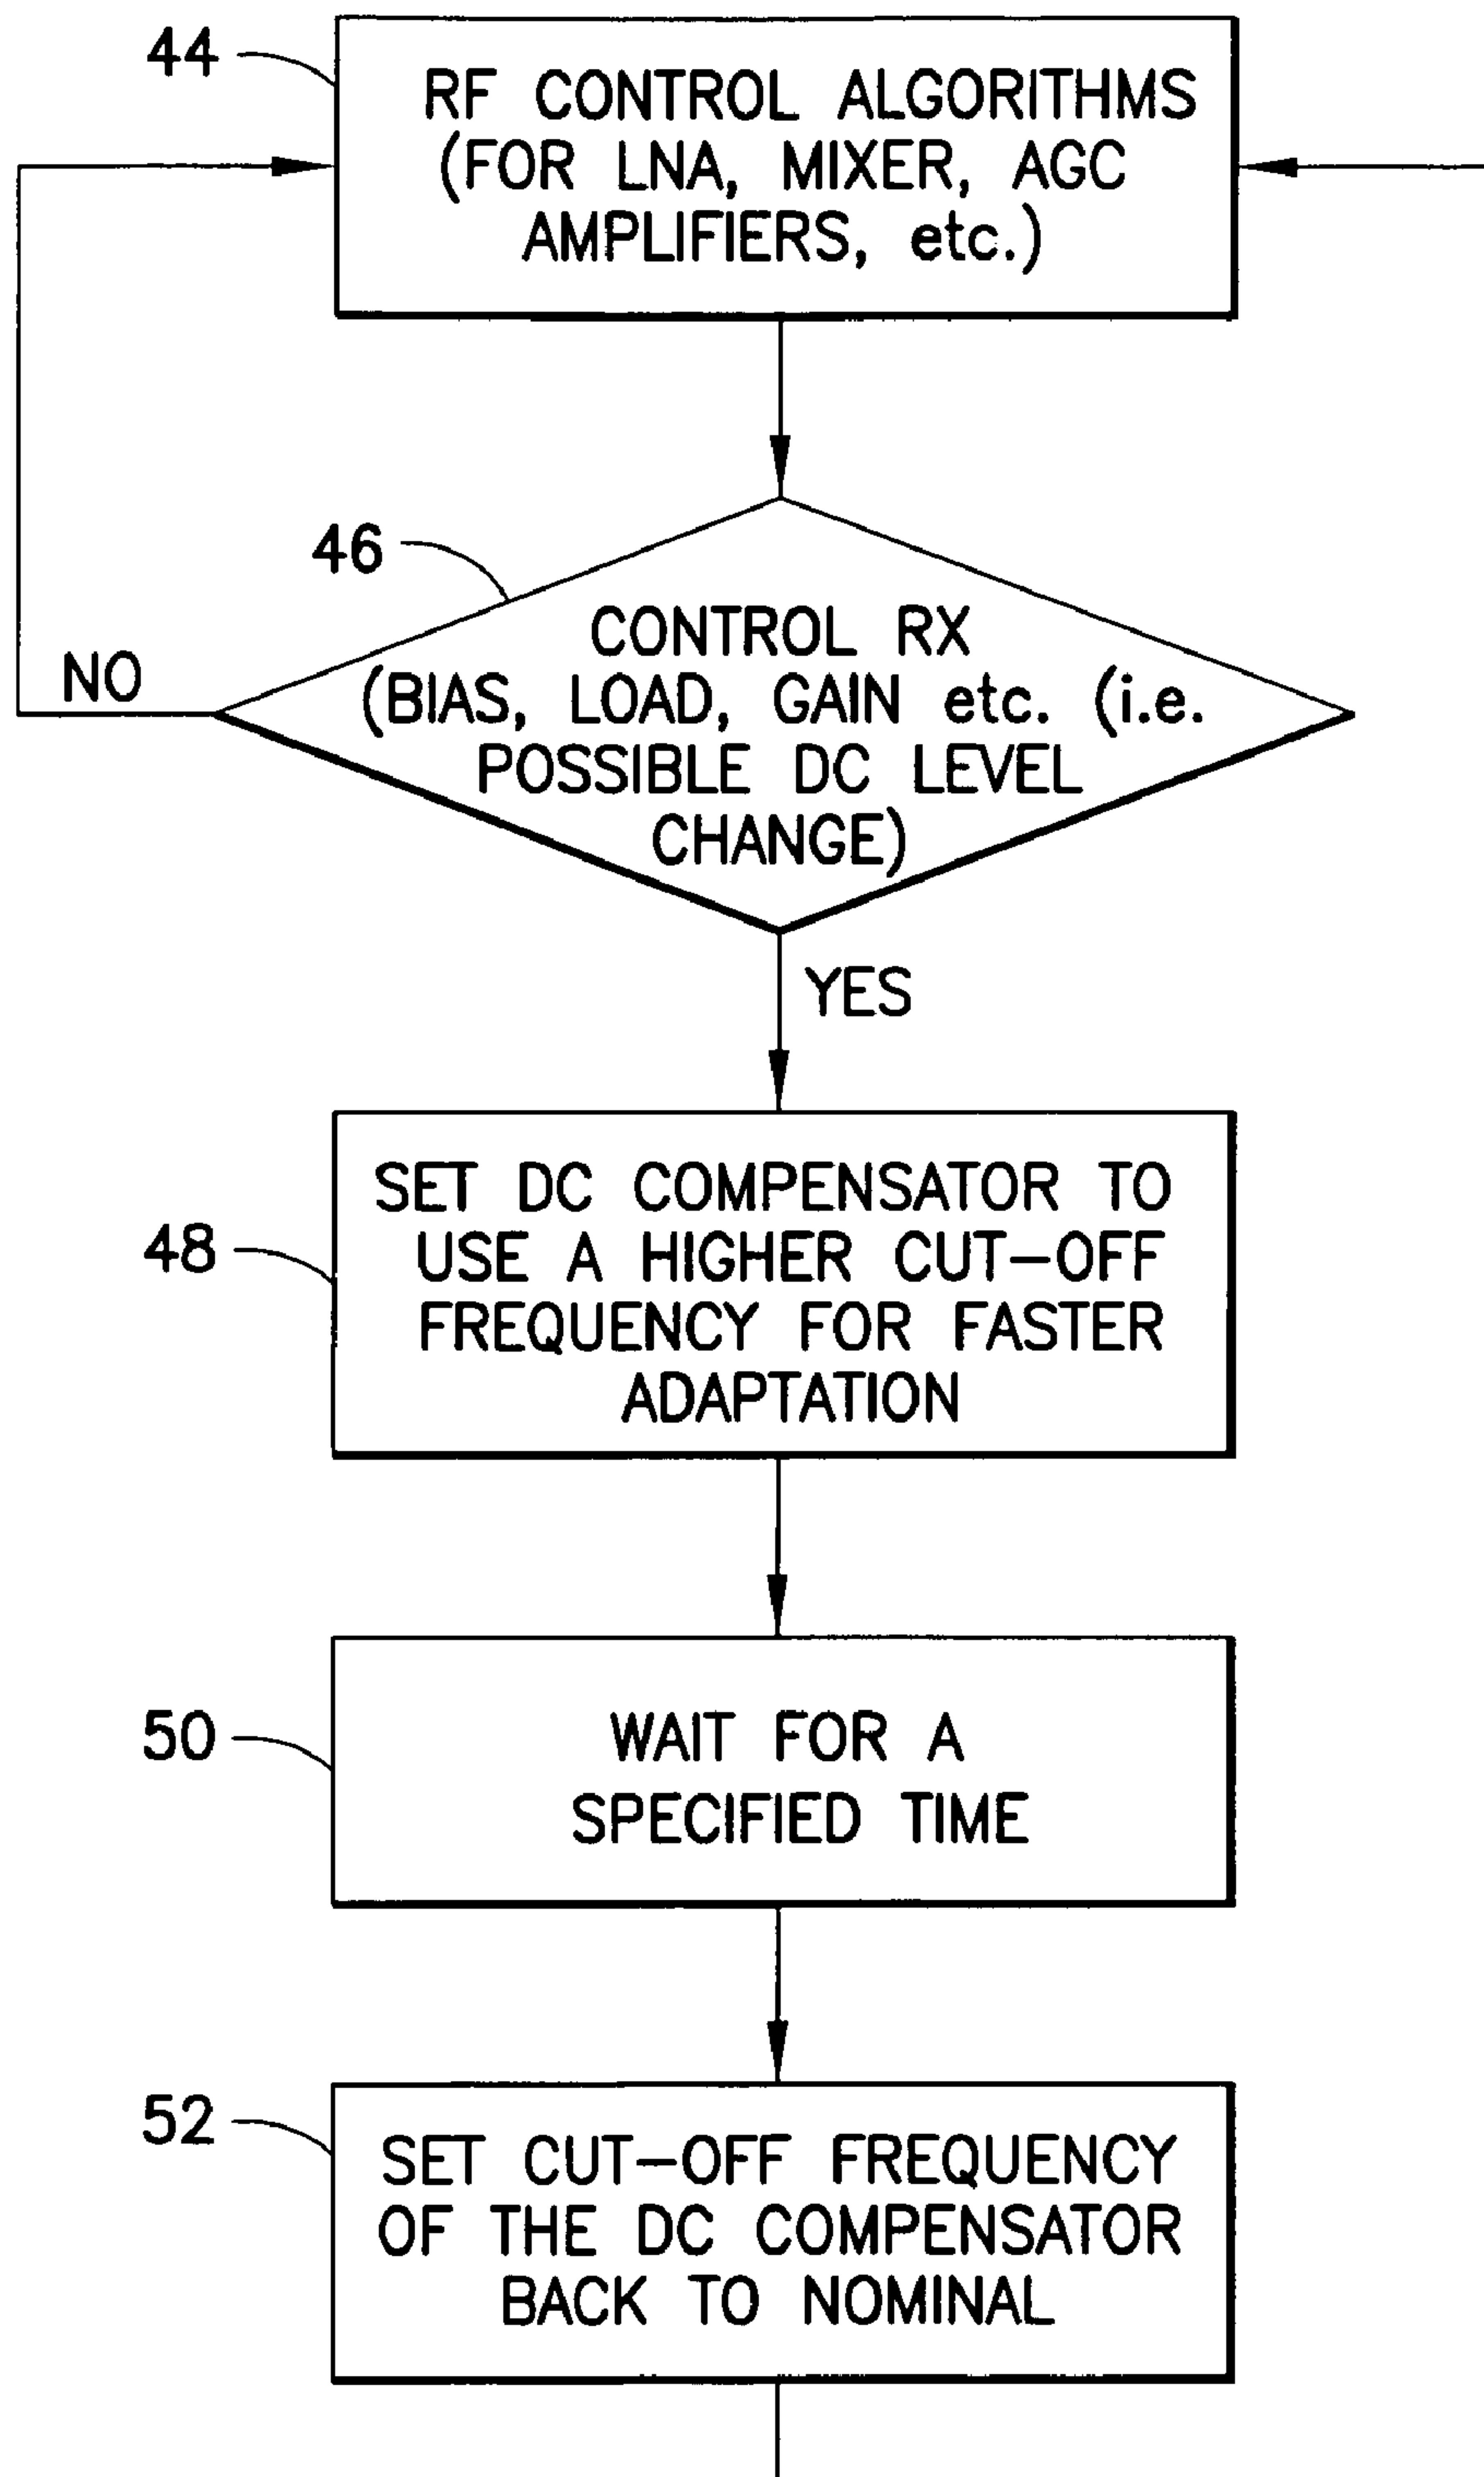 44
RF CONTROL ALGORITHMS
(FOR LNA, MIXER, AGC
AMPLIFIERS, etc.)
46
CONTROL RX
(BIAS, LOAD, GAIN etc. (i.e.
POSSIBLE DC LEVEL
CHANGE)
NO
YES
48
SET DC COMPENSATOR TO
USE A HIGHER CUT-OFF
FREQUENCY FOR FASTER
ADAPTATION
50
WAIT FOR A
SPECIFIED TIME
52
SET CUT-OFF FREQUENCY
OF THE DC COMPENSATOR
BACK TO NOMINAL